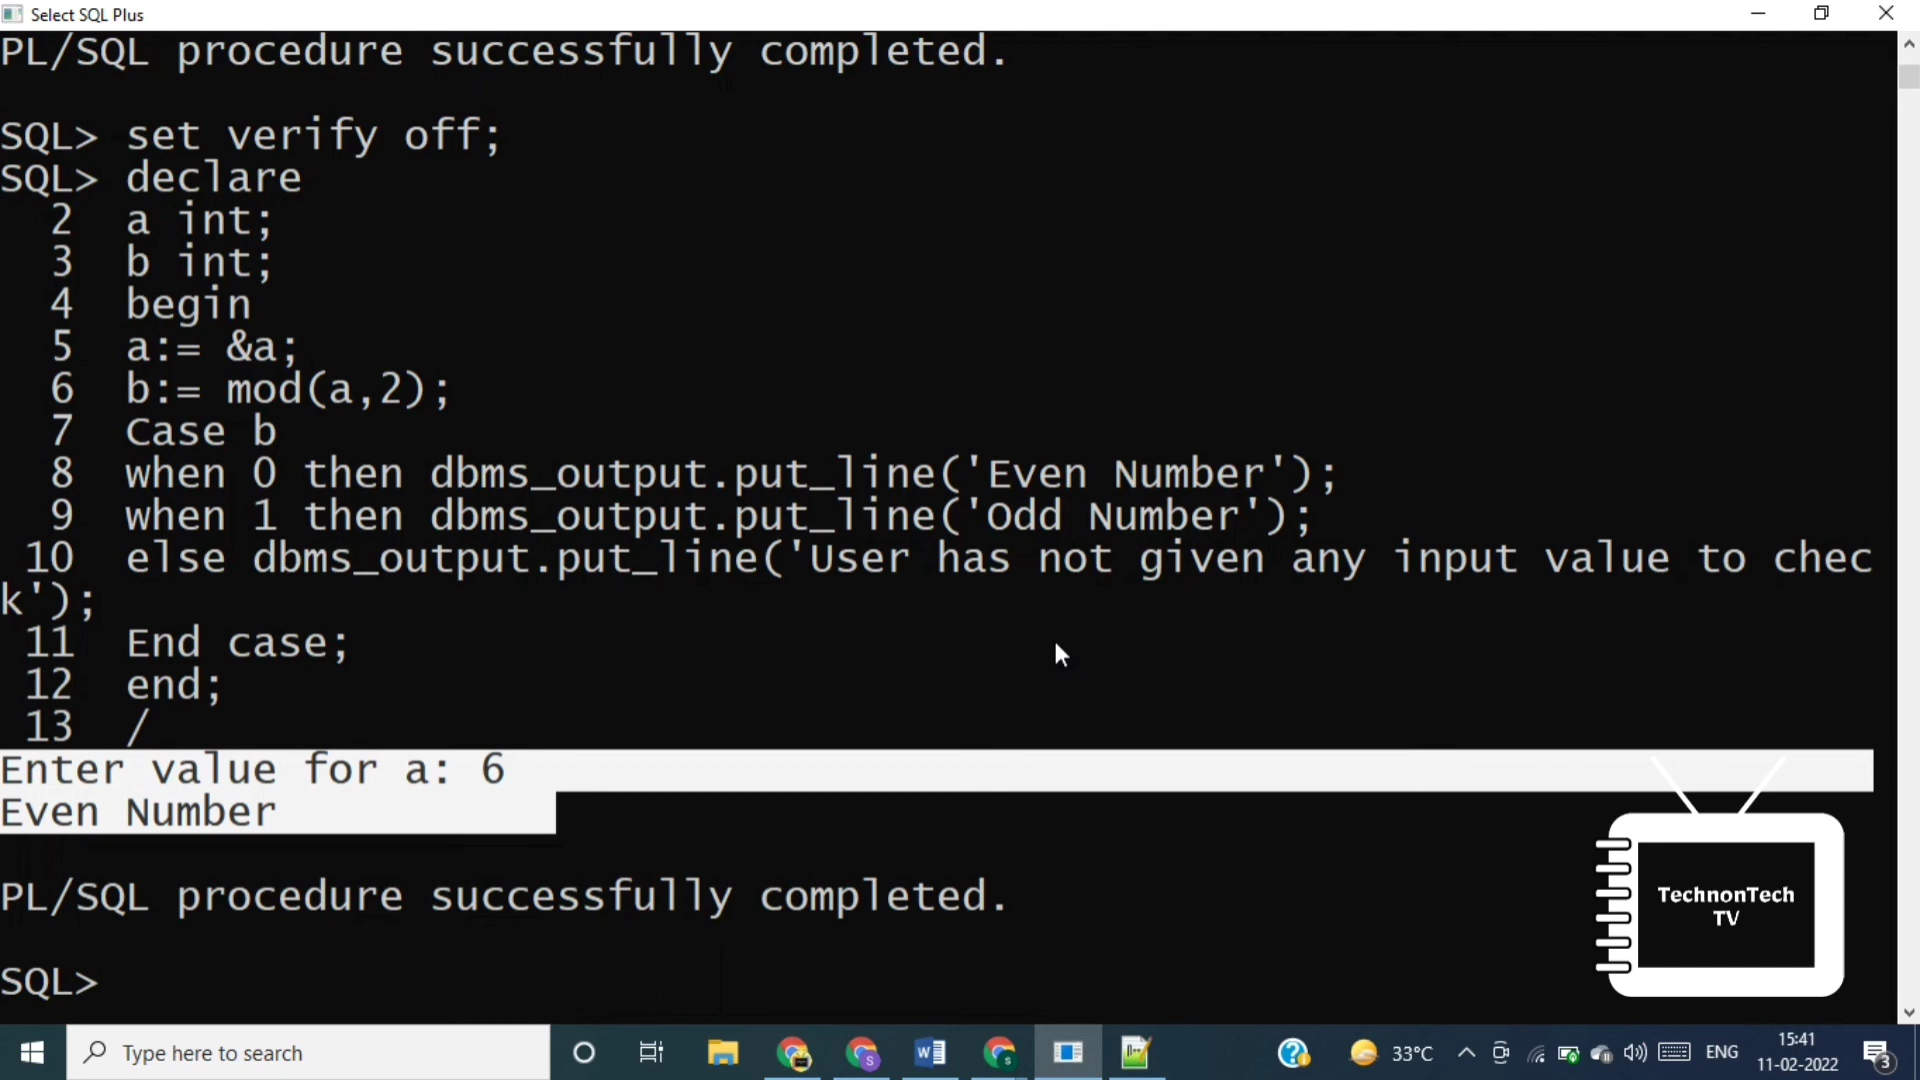 Select SQL Plus
PL/SQL procedure successfully completed.
SQL> set verify off;
SQL> declare
2 a int;
3 b int;
4 begin
5 a:= &a;
6 b:= mod(a,2);
7 Case b
8 when 0 then dbms_output.put_line('Even Number');
9 when 1 then dbms_output.put_line('Odd Number');
10 else dbms_output.put_line('User has not given any input value to chec
k');
11 End case;
12 end;
13 /
Enter value for a: 6
Even Number
PL/SQL procedure successfully completed.
SQL>
TechnonTech
TV
Type here to search
33°C
ENG
15:41
11-02-2022
3